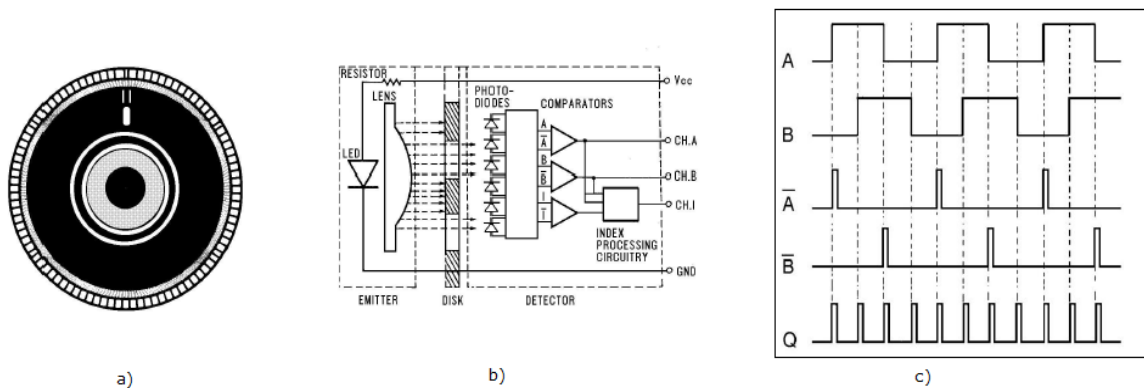 RESISTOR
LENS
LED
EMITTER
DISK
PHOTO-
DIODES
COMPARATORS
A
A̅
B
B̅
I
I̅
INDEX
PROCESSING
CIRCUITRY
DETECTOR
Vcc
CH.A
CH.B
CH.I
GND
A
B
A̅
B̅
Q
a)
b)
c)